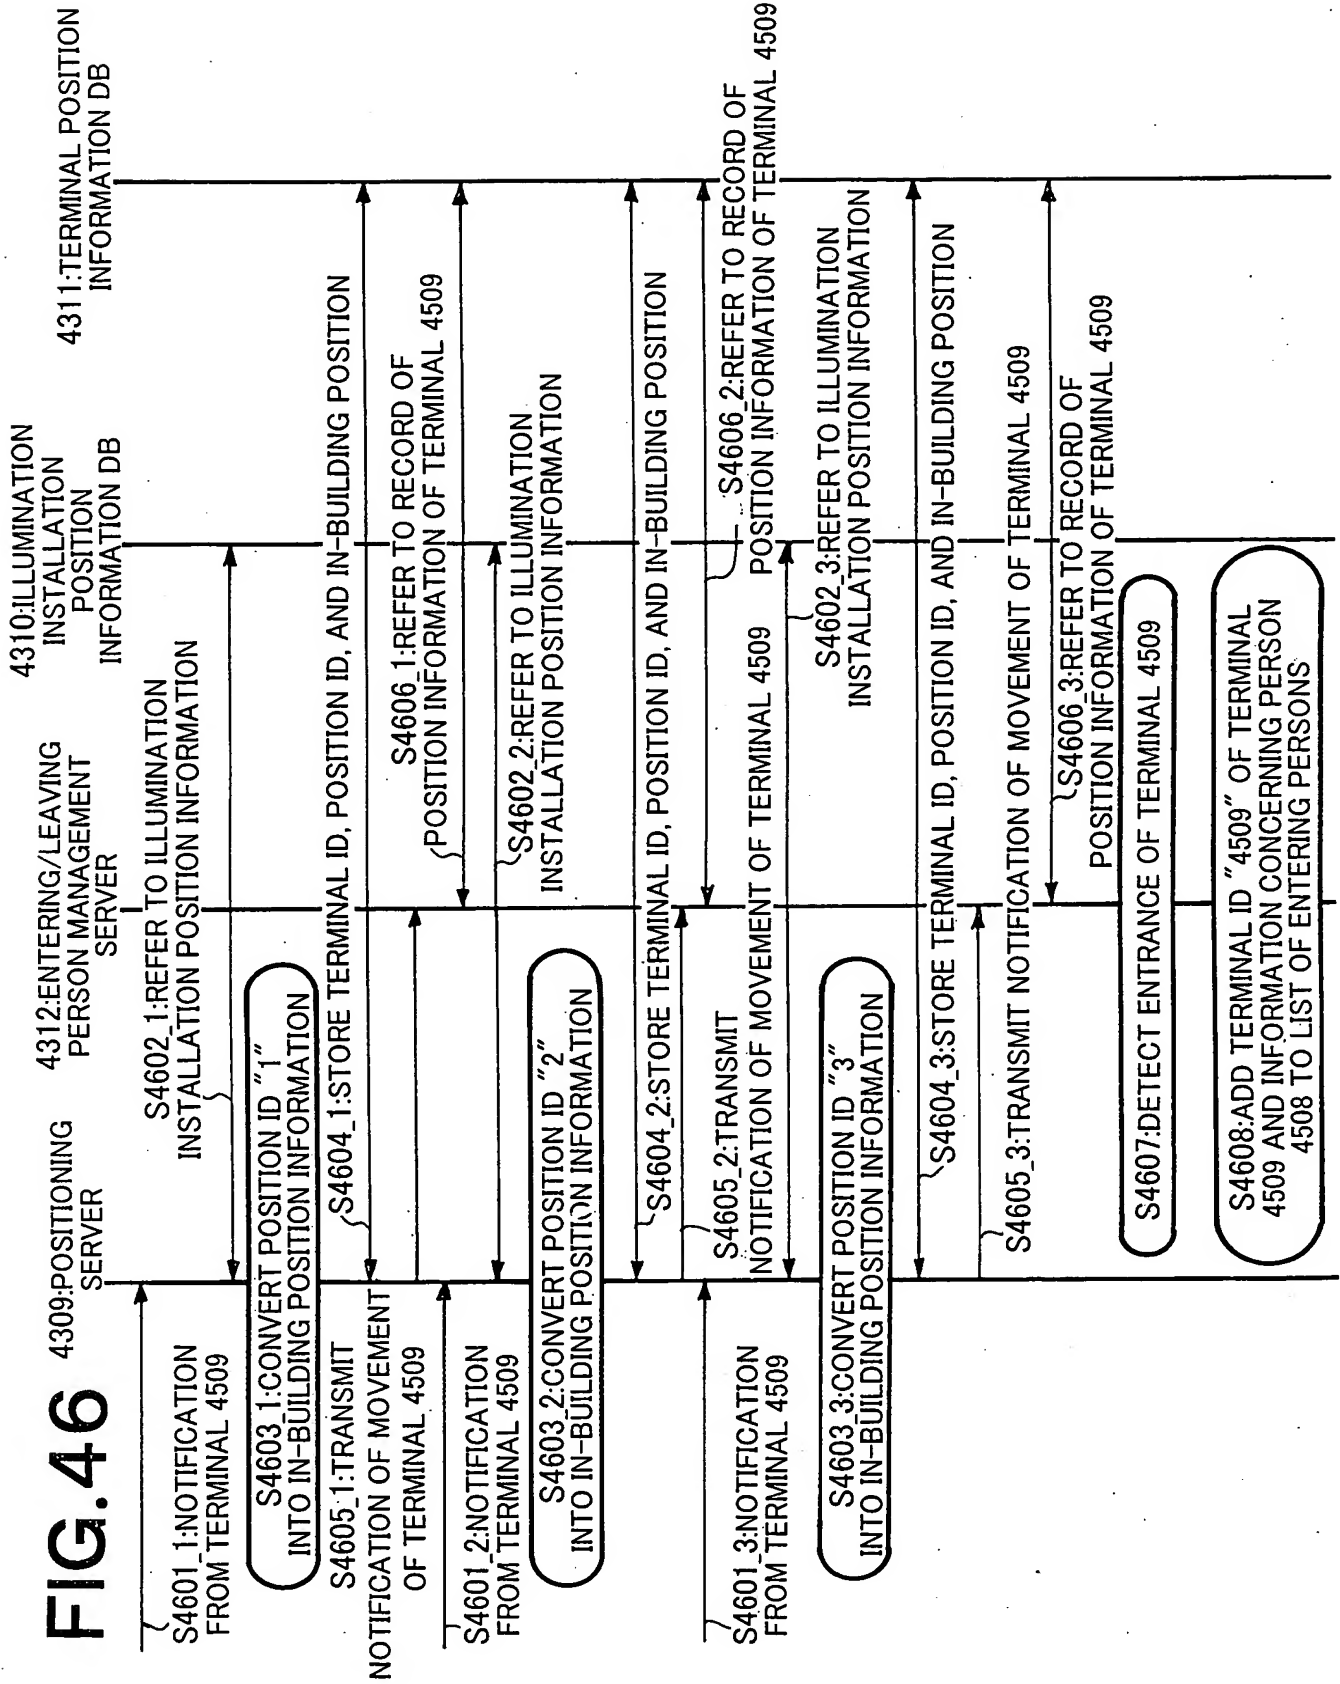 FIG.46
4309:POSITIONING
SERVER
4312:ENTERING/LEAVING
PERSON MANAGEMENT
SERVER
4310:ILLUMINATION
INSTALLATION
POSITION
INFORMATION DB
4311:TERMINAL POSITION
INFORMATION DB
S4601_1:NOTIFICATION
FROM TERMINAL 4509
S4602_1:REFER TO ILLUMINATION
INSTALLATION POSITION INFORMATION
S4603_1:CONVERT POSITION ID "1"
INTO IN-BUILDING POSITION INFORMATION
S4604_1:STORE TERMINAL ID, POSITION ID, AND IN-BUILDING POSITION
S4605_1:TRANSMIT
NOTIFICATION OF MOVEMENT
OF TERMINAL 4509
S4606_1:REFER TO RECORD OF
POSITION INFORMATION OF TERMINAL 4509
S4601_2:NOTIFICATION
FROM TERMINAL 4509
S4602_2:REFER TO ILLUMINATION
INSTALLATION POSITION INFORMATION
S4603_2:CONVERT POSITION ID "2"
INTO IN-BUILDING POSITION INFORMATION
S4604_2:STORE TERMINAL ID, POSITION ID, AND IN-BUILDING POSITION
S4605_2:TRANSMIT
NOTIFICATION OF MOVEMENT OF TERMINAL 4509
S4606_2:REFER TO RECORD OF
POSITION INFORMATION OF TERMINAL 4509
S4601_3:NOTIFICATION
FROM TERMINAL 4509
S4602_3:REFER TO ILLUMINATION
INSTALLATION POSITION INFORMATION
S4603_3:CONVERT POSITION ID "3"
INTO IN-BUILDING POSITION INFORMATION
S4604_3:STORE TERMINAL ID, POSITION ID, AND IN-BUILDING POSITION
S4605_3:TRANSMIT NOTIFICATION OF MOVEMENT OF TERMINAL 4509
S4606_3:REFER TO RECORD OF
POSITION INFORMATION OF TERMINAL 4509
S4607:DETECT ENTRANCE OF TERMINAL 4509
S4608:ADD TERMINAL ID "4509" OF TERMINAL
4509 AND INFORMATION CONCERNING PERSON
4508 TO LIST OF ENTERING PERSONS